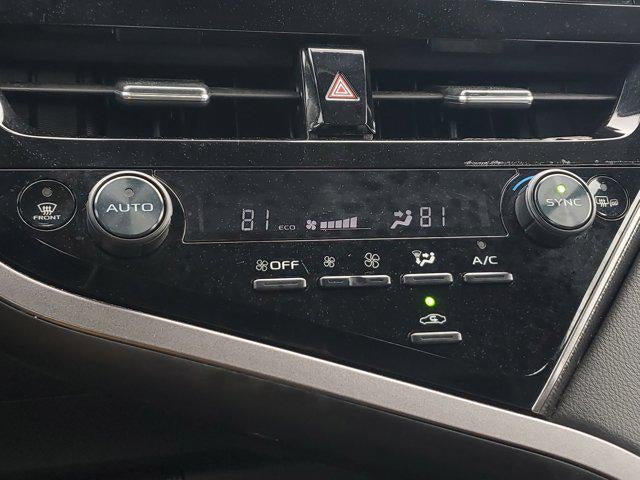 FRONT
AUTO
81 ECO 81
SYNC
OFF
A/C